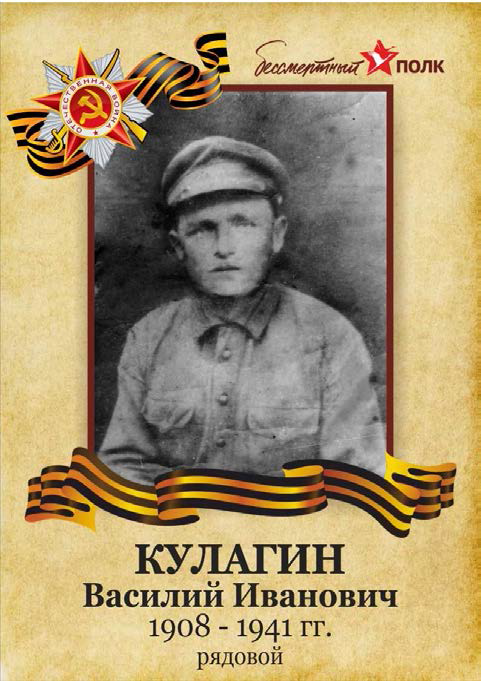 бессмертный ПОЛК
ОТЕЧЕСТВЕННАЯ ВОЙНА
КУЛАГИН
Василий Иванович
1908 - 1941 гг.
рядовой